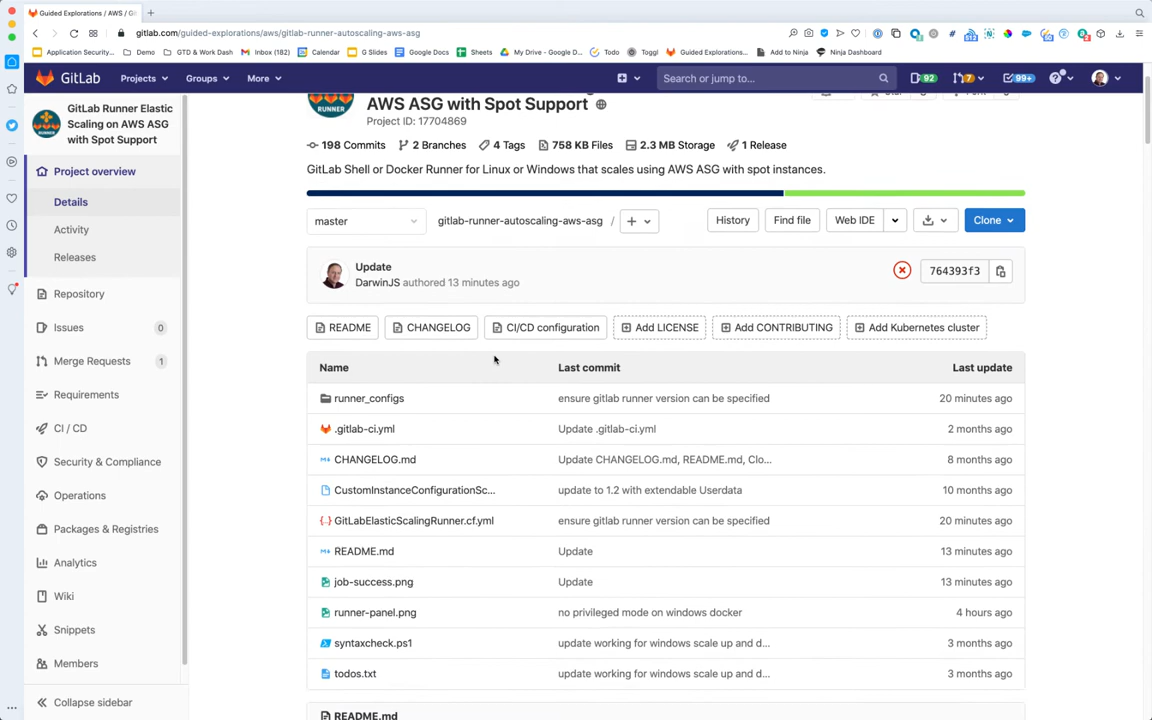 Guided Explorations / AWS / Gi
gitlab.com/guided-explorations/aws/gitlab-runner-autoscaling-aws-asg
Application Security... Demo GTD & Work Dash Inbox (182) Calendar G Slides Google Docs Sheets My Drive - Google D... Todo Toggl Guided Explorations... Add to Ninja Ninja Dashboard
GitLab Projects Groups More Search or jump to... 92 7 99+
GitLab Runner Elastic
Scaling on AWS ASG
with Spot Support
Project overview
Details
Activity
Releases
Repository
Issues 0
Merge Requests 1
Requirements
CI / CD
Security & Compliance
Operations
Packages & Registries
Analytics
Wiki
Snippets
Members
Collapse sidebar
RUNNER
AWS ASG with Spot Support
Project ID: 17704869
198 Commits 2 Branches 4 Tags 758 KB Files 2.3 MB Storage 1 Release
GitLab Shell or Docker Runner for Linux or Windows that scales using AWS ASG with spot instances.
master gitlab-runner-autoscaling-aws-asg / + History Find file Web IDE Clone
Update
DarwinJS authored 13 minutes ago
764393f3
README CHANGELOG CI/CD configuration Add LICENSE Add CONTRIBUTING Add Kubernetes cluster
Name Last commit Last update
runner_configs ensure gitlab runner version can be specified 20 minutes ago
.gitlab-ci.yml Update .gitlab-ci.yml 2 months ago
CHANGELOG.md Update CHANGELOG.md, README.md, Clo... 8 months ago
CustomInstanceConfigurationSc... update to 1.2 with extendable Userdata 10 months ago
GitLabElasticScalingRunner.cf.yml ensure gitlab runner version can be specified 20 minutes ago
README.md Update 13 minutes ago
job-success.png Update 13 minutes ago
runner-panel.png no privileged mode on windows docker 4 hours ago
syntaxcheck.ps1 update working for windows scale up and d... 3 months ago
todos.txt update working for windows scale up and d... 3 months ago
README.md